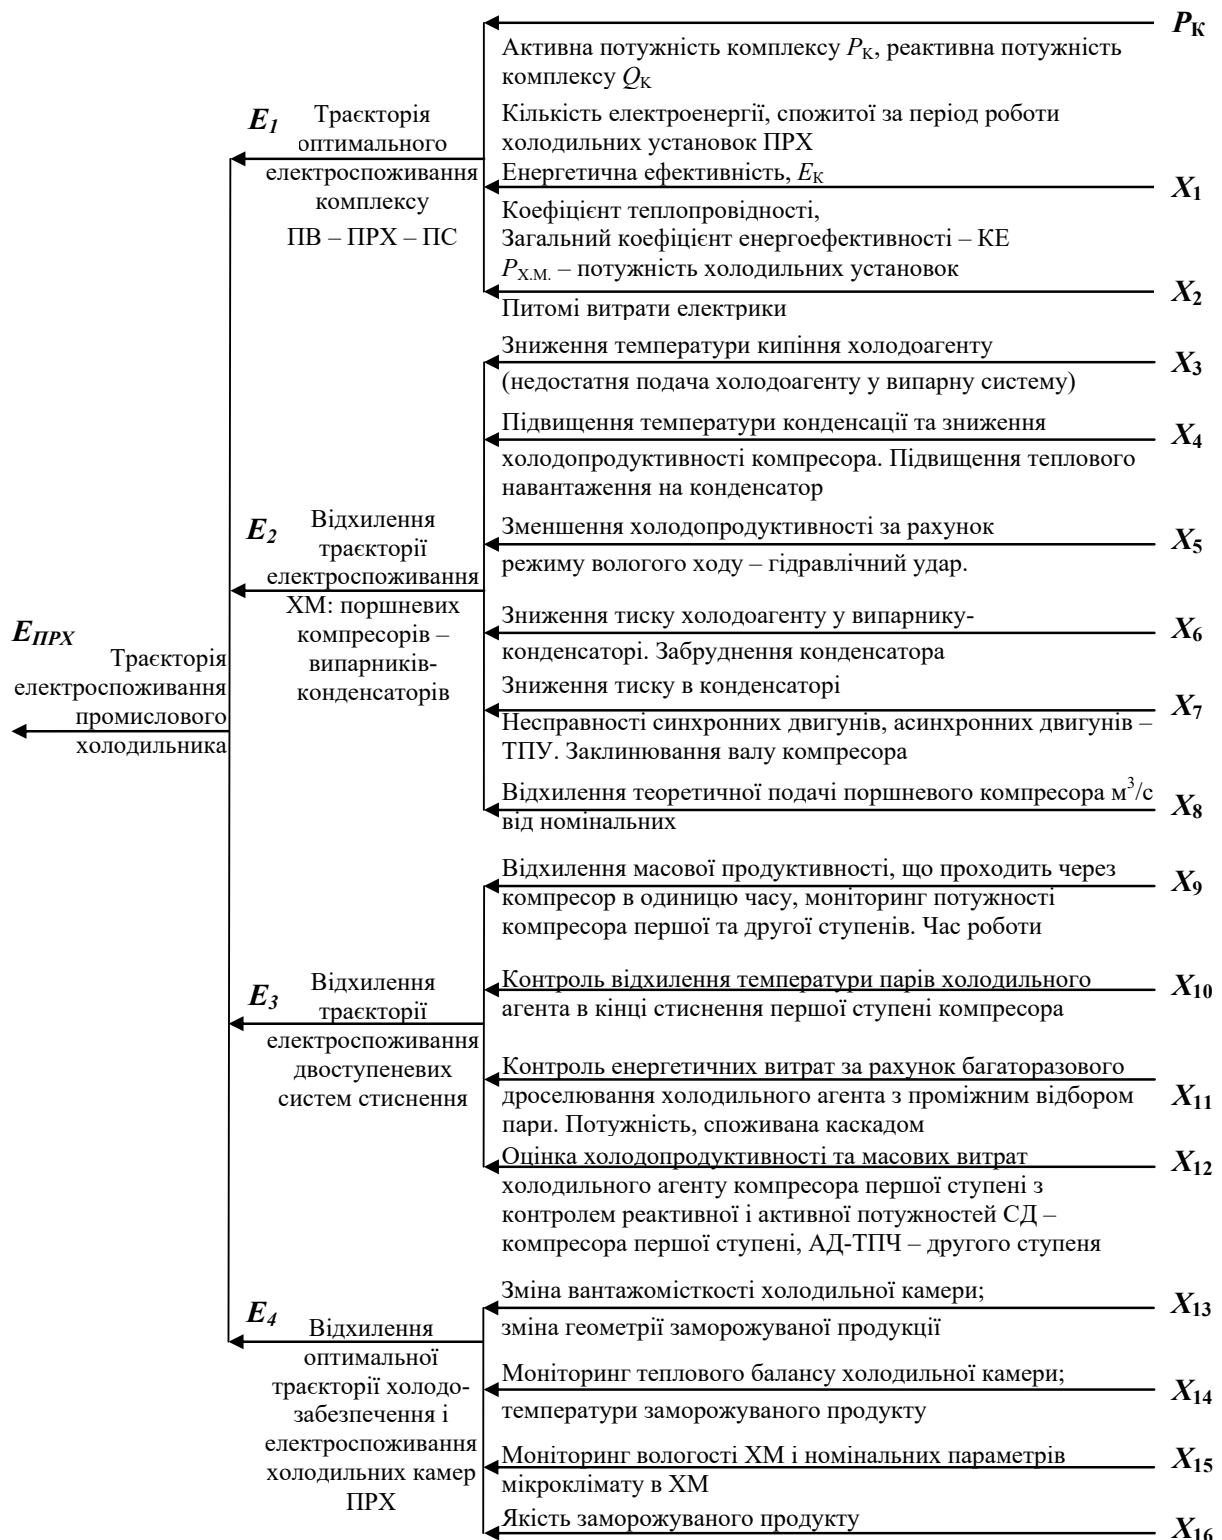 P_К
Активна потужність комплексу P_К, реактивна потужність
комплексу Q_К
E_1
Траєкторія
оптимального
електроспоживання
комплексу
ПВ – ПРХ – ПС
Кількість електроенергії, спожитої за період роботи
холодильних установок ПРХ
Енергетична ефективність, E_К
X_1
Коефіцієнт теплопровідності,
Загальний коефіцієнт енергоефективності – КЕ
P_Х.М. – потужність холодильних установок
X_2
Питомі витрати електрики
Зниження температури кипіння холодоагенту
X_3
(недостатня подача холодоагенту у випарну систему)
Підвищення температури конденсації та зниження
X_4
холодопродуктивності компресора. Підвищення теплового
навантаження на конденсатор
E_2
Відхилення
траєкторії
електроспоживання
ХМ: поршневих
компресорів –
випарників-
конденсаторів
Зменшення холодопродуктивності за рахунок
X_5
режиму вологого ходу – гідравлічний удар.
Зниження тиску холодоагенту у випарнику-
X_6
конденсаторі. Забруднення конденсатора
E_ПРХ
Траєкторія
електроспоживання
промислового
холодильника
Зниження тиску в конденсаторі
X_7
Несправності синхронних двигунів, асинхронних двигунів –
ТПУ. Заклинювання валу компресора
Відхилення теоретичної подачі поршневого компресора м³/с
X_8
від номінальних
Відхилення масової продуктивності, що проходить через
X_9
компресор в одиницю часу, моніторинг потужності
компресора першої та другої ступенів. Час роботи
E_3
Відхилення
траєкторії
електроспоживання
двоступеневих
систем стиснення
Контроль відхилення температури парів холодильного
X_10
агента в кінці стиснення першої ступені компресора
Контроль енергетичних витрат за рахунок багаторазового
X_11
дроселювання холодильного агента з проміжним відбором
пари. Потужність, споживана каскадом
Оцінка холодопродуктивності та масових витрат
X_12
холодильного агенту компресора першої ступені з
контролем реактивної і активної потужностей СД –
компресора першої ступені, АД-ТПЧ – другого ступеня
E_4
Відхилення
оптимальної
траєкторії холодо-
забезпечення і
електроспоживання
холодильних камер
ПРХ
Зміна вантажомісткості холодильної камери;
X_13
зміна геометрії заморожуваної продукції
Моніторинг теплового балансу холодильної камери;
X_14
температури заморожуваного продукту
Моніторинг вологості ХМ і номінальних параметрів
X_15
мікроклімату в ХМ
Якість заморожуваного продукту
X_16